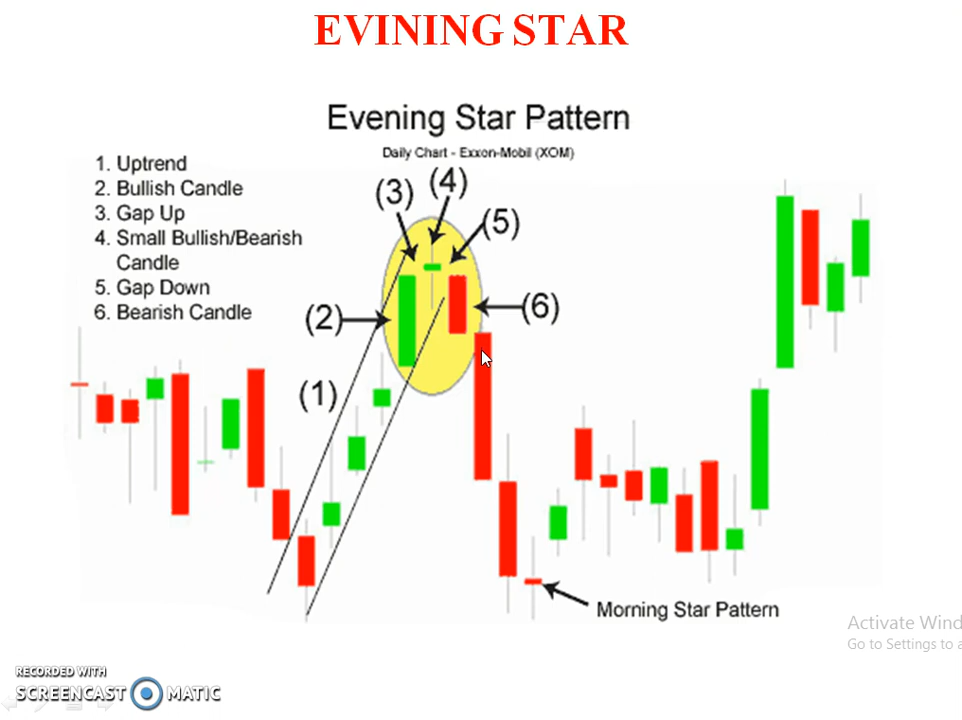 EVINING STAR
Evening Star Pattern
Daily Chart - Exxon-Mobil (XOM)
1. Uptrend
2. Bullish Candle
3. Gap Up
4. Small Bullish/Bearish
Candle
5. Gap Down
6. Bearish Candle
(3)
(4)
(5)
(2)
(6)
(1)
Morning Star Pattern
Activate Wind
Go to Settings to a
RECORDED WITH
SCREENCAST MATIC